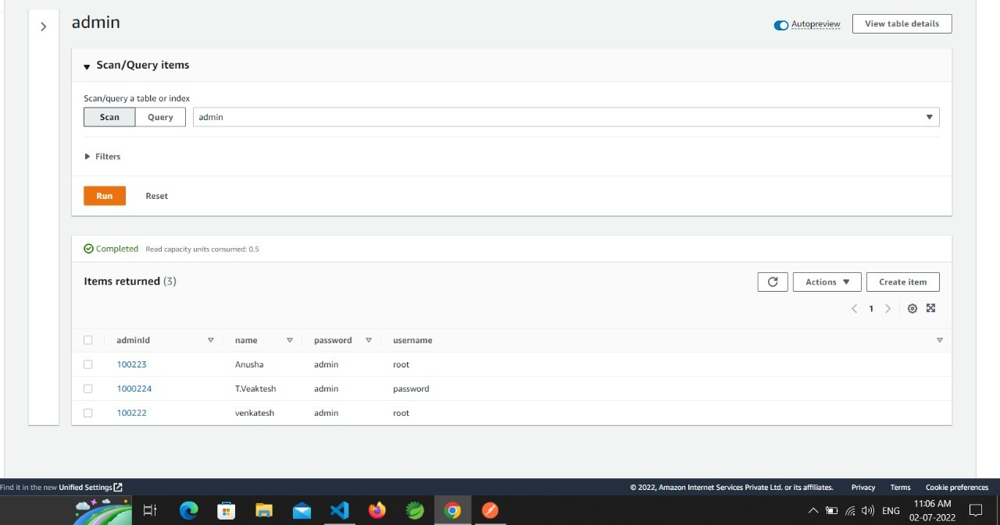 admin
Autopreview
View table details
Scan/Query items
Scan/query a table or index
Scan Query admin
Filters
Run Reset
Completed Read capacity units consumed: 0.5
Items returned (3)
Actions Create item
1
adminId name password username
100223 Anusha admin root
1000224 T.Veaktesh admin password
100222 venkatesh admin root
Find it in the new Unified Settings © 2022, Amazon Internet Services Private Ltd. or its affiliates. Privacy Terms Cookie preferences
ENG 11:06 AM
02-07-2022